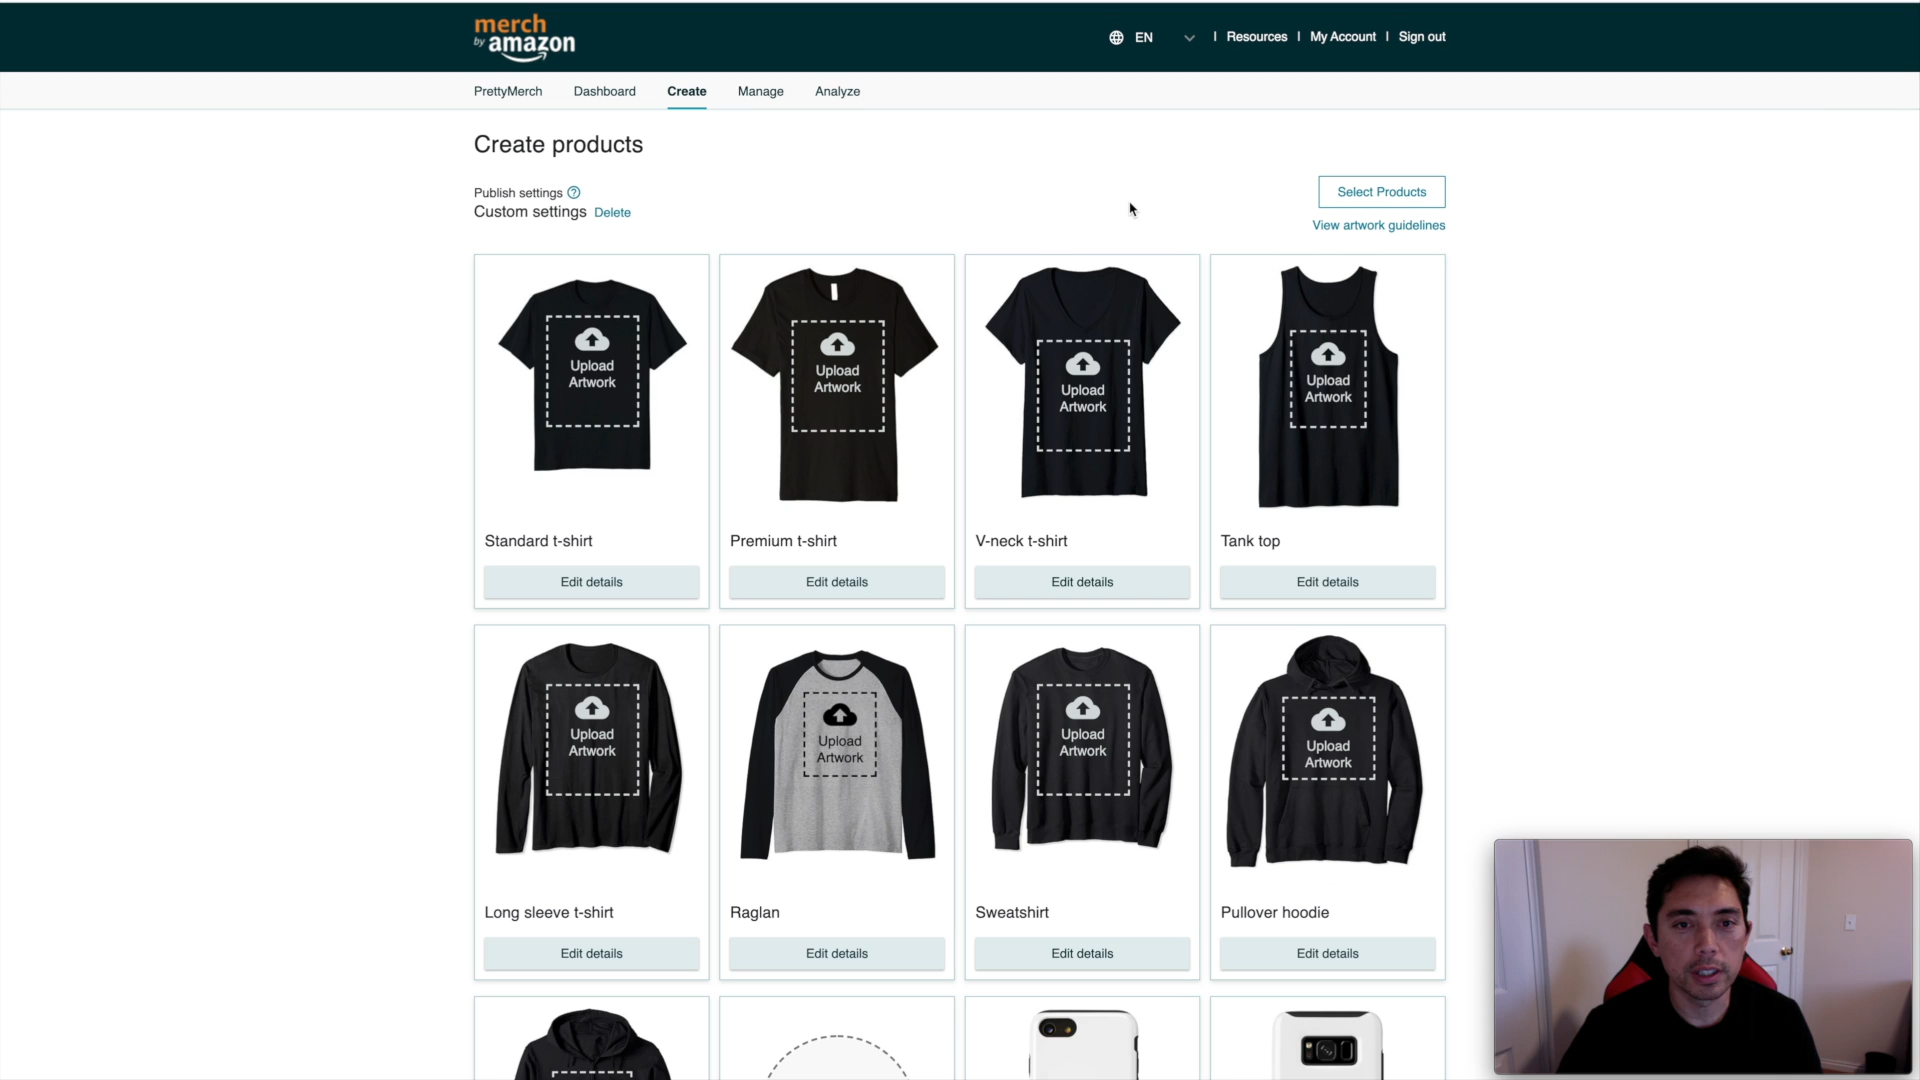 merch
by amazon
EN
Resources
My Account
Sign out
PrettyMerch
Dashboard
Create
Manage
Analyze
Create products
Publish settings ?
Custom settings Delete
Select Products
View artwork guidelines
Upload
Artwork
Upload
Artwork
Upload
Artwork
Upload
Artwork
Standard t-shirt
Premium t-shirt
V-neck t-shirt
Tank top
Edit details
Edit details
Edit details
Edit details
Upload
Artwork
Upload
Artwork
Upload
Artwork
Upload
Artwork
Long sleeve t-shirt
Raglan
Sweatshirt
Pullover hoodie
Edit details
Edit details
Edit details
Edit details